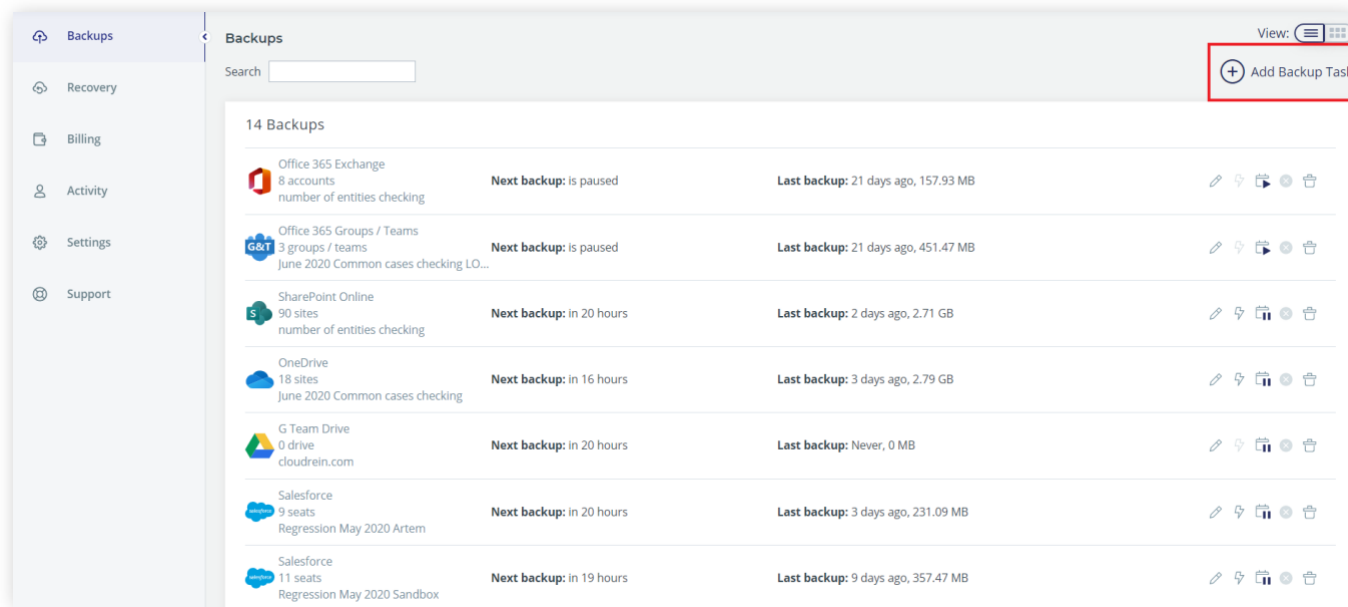 Backups
Recovery
Billing
Activity
Settings
Support
Backups
View:
Search
Add Backup Tas
14 Backups
Office 365 Exchange
8 accounts
number of entities checking
Next backup: is paused
Last backup: 21 days ago, 157.93 MB
G&T
Office 365 Groups / Teams
3 groups / teams
June 2020 Common cases checking LO...
Next backup: is paused
Last backup: 21 days ago, 451.47 MB
S
SharePoint Online
90 sites
number of entities checking
Next backup: in 20 hours
Last backup: 2 days ago, 2.71 GB
OneDrive
18 sites
June 2020 Common cases checking
Next backup: in 16 hours
Last backup: 3 days ago, 2.79 GB
G Team Drive
0 drive
cloudrein.com
Next backup: in 20 hours
Last backup: Never, 0 MB
salesforce
Salesforce
9 seats
Regression May 2020 Artem
Next backup: in 20 hours
Last backup: 3 days ago, 231.09 MB
salesforce
Salesforce
11 seats
Regression May 2020 Sandbox
Next backup: in 19 hours
Last backup: 9 days ago, 357.47 MB